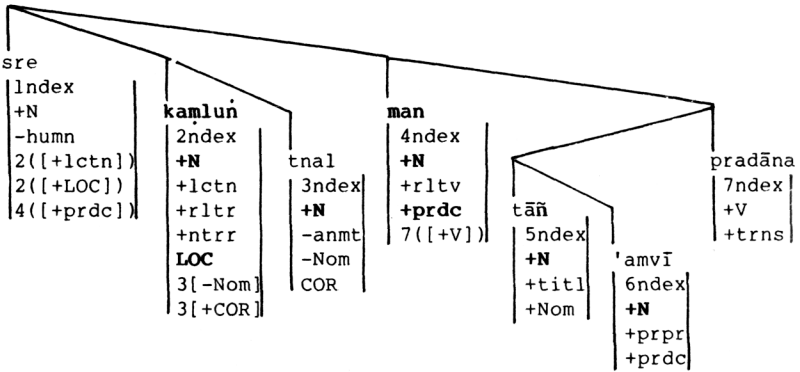 sre
1ndex
+N
-humn
2([+lctn])
2([+LOC])
4([+prdc])
kaṃluṅ
2ndex
+N
+lctn
+rltr
+ntrr
LOC
3[-Nom]
3[+COR]
tnal
3ndex
+N
-anmt
-Nom
COR
man
4ndex
+N
+rltv
+prdc
7([+V])
tāñ
5ndex
+N
+titl
+Nom
'amvī
6ndex
+N
+prpr
+prdc
pradāna
7ndex
+V
+trns